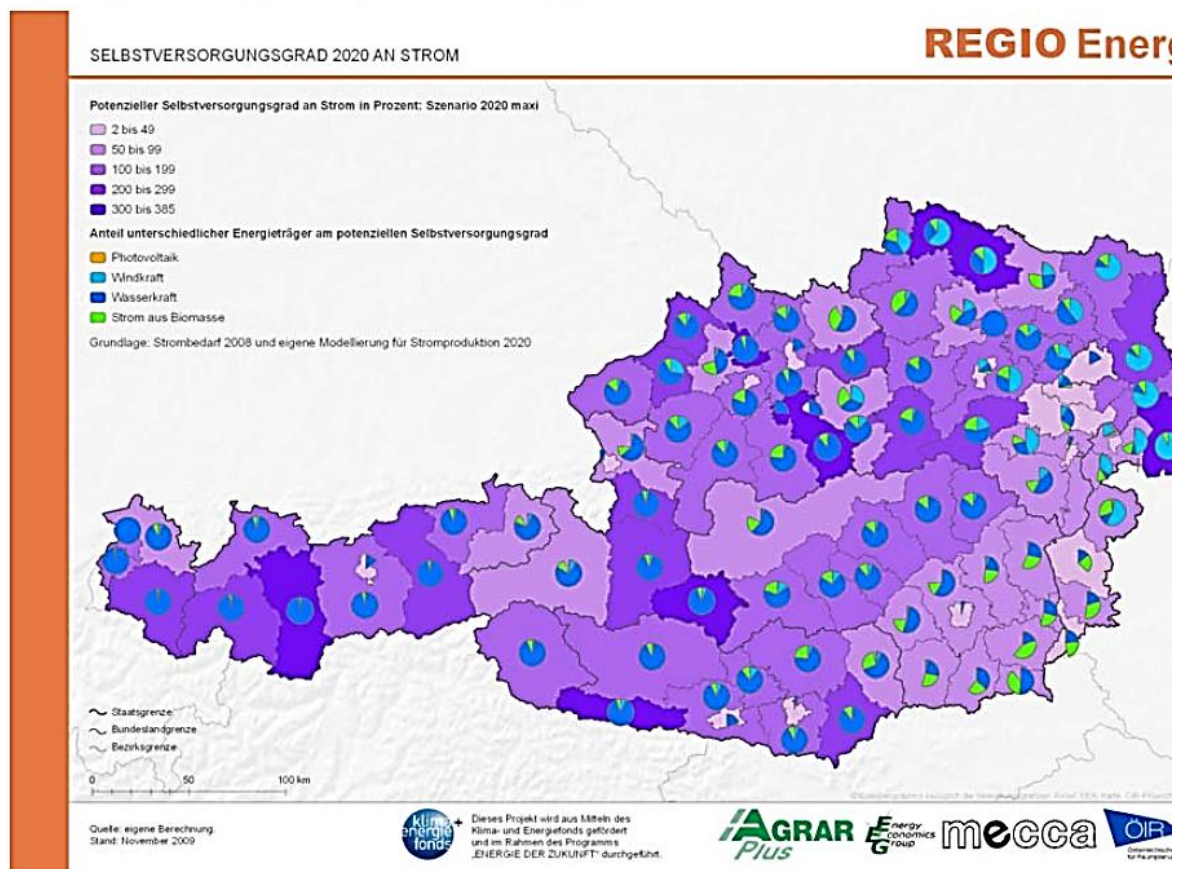 SELBSTVERSORGUNGSGRAD 2020 AN STROM
REGIO Energ
Potenzieller Selbstversorgungsgrad an Strom in Prozent: Szenario 2020 maxi
2 bis 49
50 bis 99
100 bis 199
200 bis 299
300 bis 385
Anteil unterschiedlicher Energieträger am potenziellen Selbstversorgungsgrad
Photovoltaik
Windkraft
Wasserkraft
Strom aus Biomasse
Grundlage: Strombedarf 2008 und eigene Modellierung für Stromproduktion 2020
Staatsgrenze
Bundeslandgrenze
Bezirksgrenze
0 50 100 km
Quelle: eigene Berechnung.
Stand: November 2009
klima+
energie
fonds
Dieses Projekt wird aus Mitteln des
Klima- und Energiefonds gefördert
und im Rahmen des Programms
„ENERGIE DER ZUKUNFT“ durchgeführt.
AGRAR
Plus
Energy
Economics
Group
mecca
ÖIR